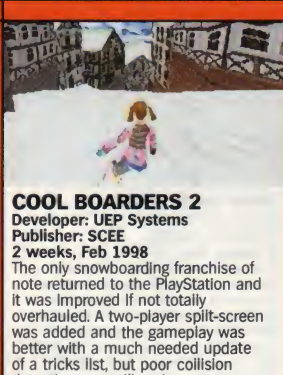 COOL BOARDERS 2
Developer: UEP Systems
Publisher: SCEE
2 weeks, Feb 1998
The only snowboarding franchise of
note returned to the PlayStation and
it was Improved If not totally
overhauled. A two-player split-screen
was added and the gameplay was
better with a much needed update
of a tricks list, but poor collision